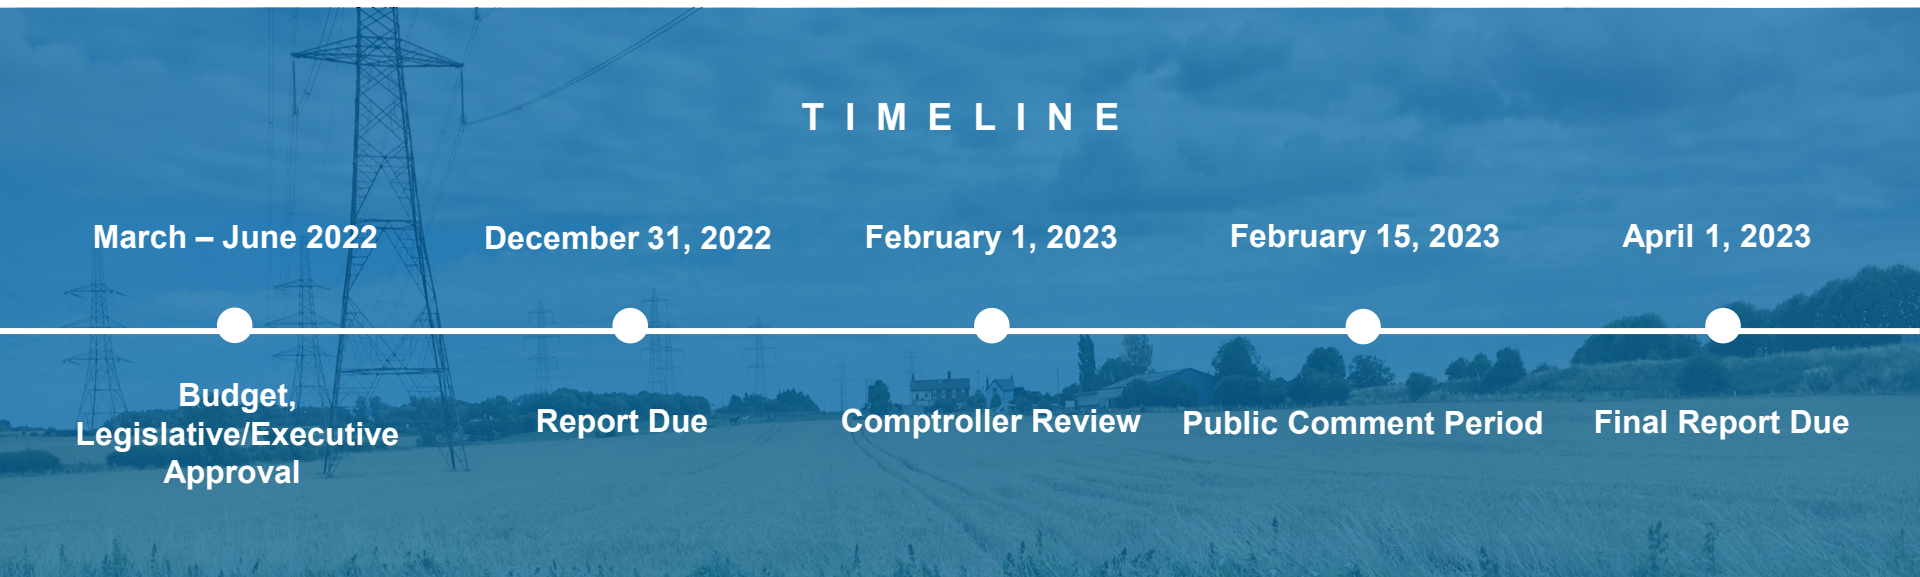 TIMELINE
March – June 2022
December 31, 2022
February 1, 2023
February 15, 2023
April 1, 2023
Budget,
Legislative/Executive
Approval
Report Due
Comptroller Review
Public Comment Period
Final Report Due